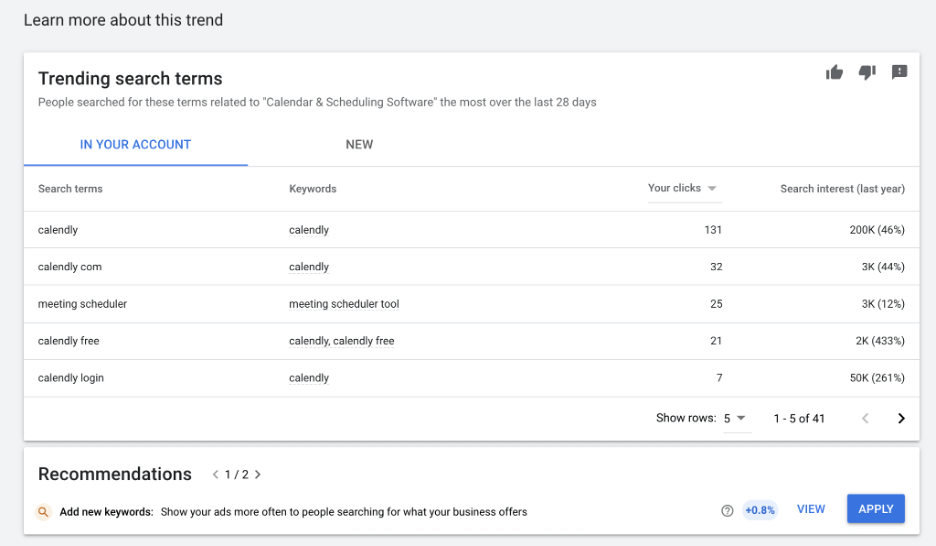 Learn more about this trend
Trending search terms
People searched for these terms related to "Calendar & Scheduling Software" the most over the last 28 days
IN YOUR ACCOUNT NEW
Search terms Keywords Your clicks Search interest (last year)
calendly calendly 131 200K (46%)
calendly com calendly 32 3K (44%)
meeting scheduler meeting scheduler tool 25 3K (12%)
calendly free calendly, calendly free 21 2K (433%)
calendly login calendly 7 50K (261%)
Show rows: 5 1 - 5 of 41
Recommendations 1 / 2
Add new keywords: Show your ads more often to people searching for what your business offers +0.8% VIEW APPLY